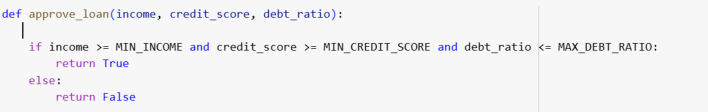 def approve_loan(income, credit_score, debt_ratio):
if income >= MIN_INCOME and credit_score >= MIN_CREDIT_SCORE and debt_ratio <= MAX_DEBT_RATIO:
return True
else:
return False